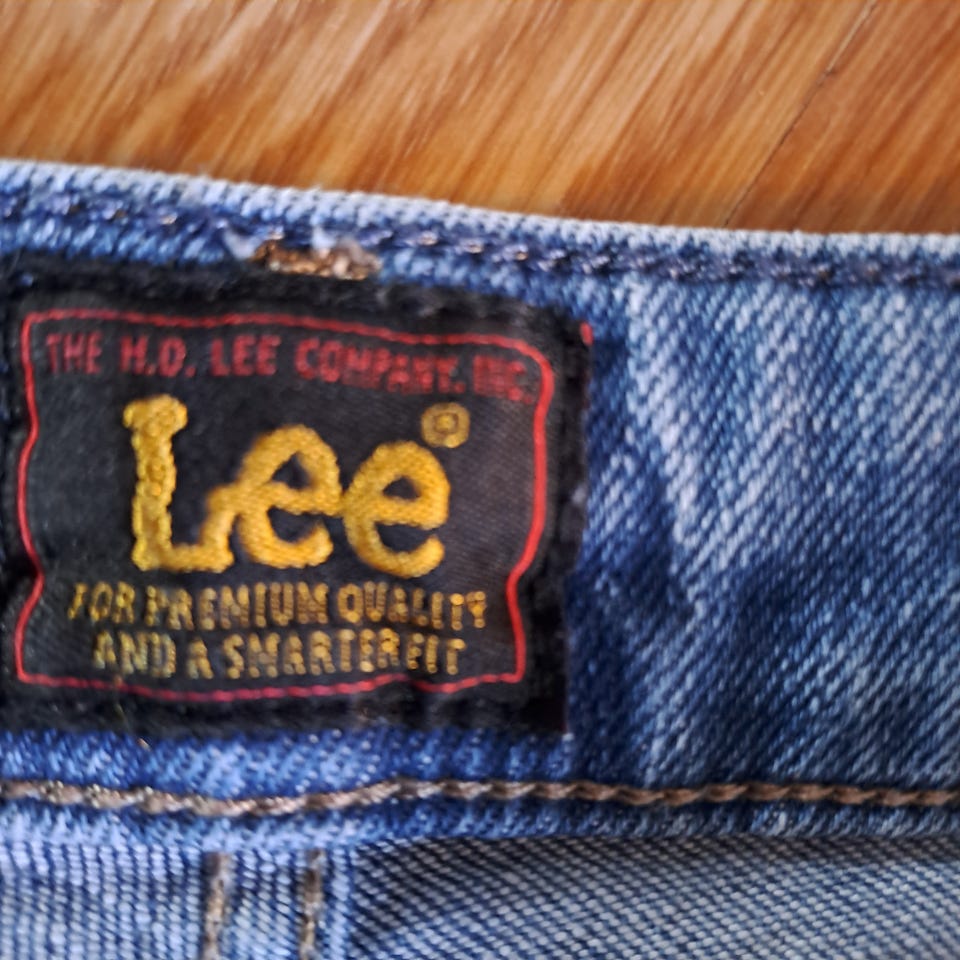 THE H.D. LEE COMPANY, INC.
Lee®
FOR PREMIUM QUALITY
AND A SMARTER FIT